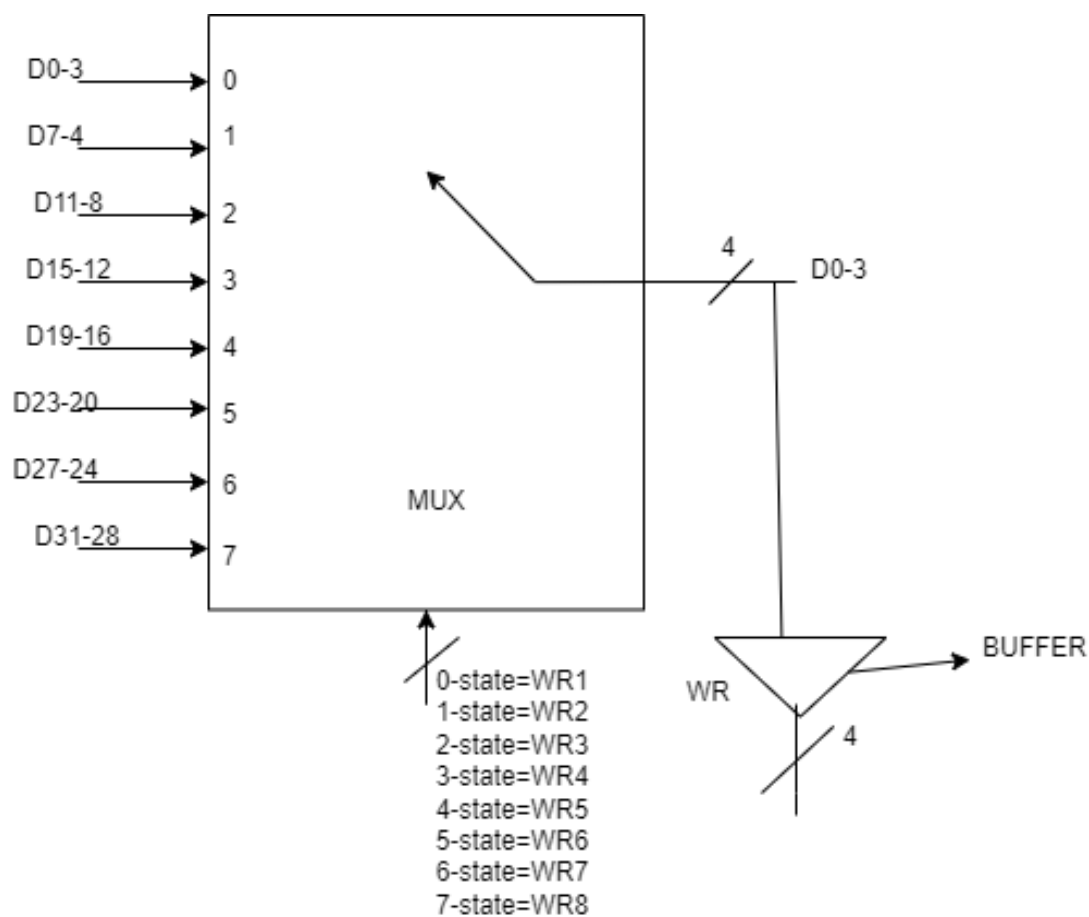 D0-3
0
D7-4
1
D11-8
2
D15-12
3
D19-16
4
D23-20
5
D27-24
6
D31-28
7
MUX
4
D0-3
0-state=WR1
1-state=WR2
2-state=WR3
3-state=WR4
4-state=WR5
5-state=WR6
6-state=WR7
7-state=WR8
WR
BUFFER
4